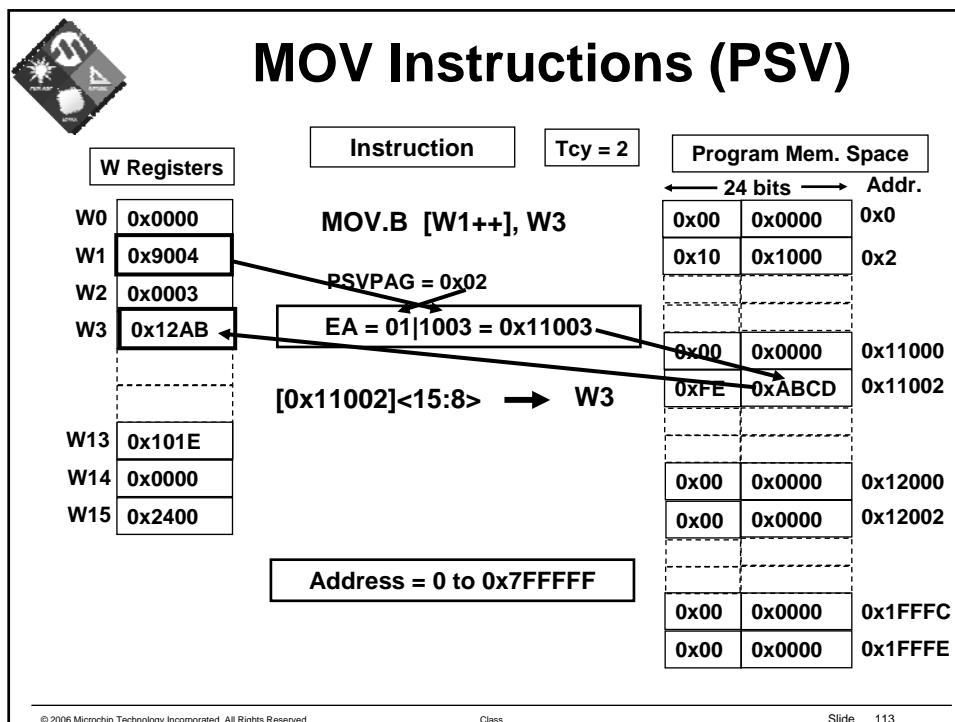 MOV Instructions (PSV)
Instruction
Tcy = 2
W Registers
Program Mem. Space
24 bits
Addr.
W0 0x0000
W1 0x9004
W2 0x0003
W3 0x12AB
W13 0x101E
W14 0x0000
W15 0x2400
MOV.B [W1++], W3
PSVPAG = 0x02
EA = 01|1003 = 0x11003
[0x11002]<15:8> W3
Address = 0 to 0x7FFFFF
0x00 0x0000 0x0
0x10 0x1000 0x2
0x00 0x0000 0x11000
0xFE 0xABCD 0x11002
0x00 0x0000 0x12000
0x00 0x0000 0x12002
0x00 0x0000 0x1FFFC
0x00 0x0000 0x1FFFE
© 2006 Microchip Technology Incorporated. All Rights Reserved. Class Slide 113